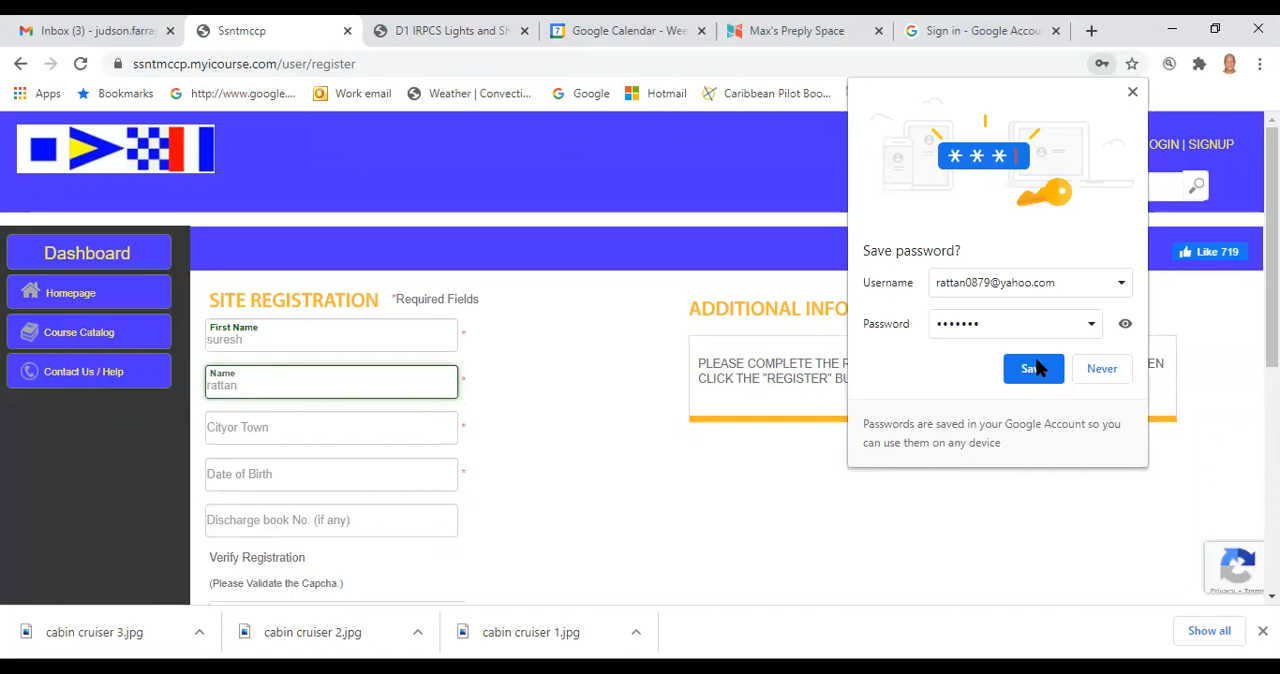 Inbox (3) - judson.farra
Ssntmccp
D1 IRPCS Lights and Sh
Google Calendar - Wee
Max's Preply Space
Sign in - Google Accou
ssntmccp.myicourse.com/user/register
Apps
Bookmarks
http://www.google....
Work email
Weather | Convecti...
Google
Hotmail
Caribbean Pilot Boo...
OGIN | SIGNUP
* * *
Dashboard
Homepage
Course Catalog
Contact Us / Help
Like 719
SITE REGISTRATION *Required Fields
First Name
suresh
*
Name
rattan
*
Cityor Town
*
Date of Birth
*
Discharge book No. (if any)
Verify Registration
(Please Validate the Capcha.)
ADDITIONAL INFO
PLEASE COMPLETE THE R
EN
CLICK THE "REGISTER" BU
Save password?
Username rattan0879@yahoo.com
Password •••••••
Never
Passwords are saved in your Google Account so you
can use them on any device
Privacy - Terms
cabin cruiser 3.jpg
cabin cruiser 2.jpg
cabin cruiser 1.jpg
Show all